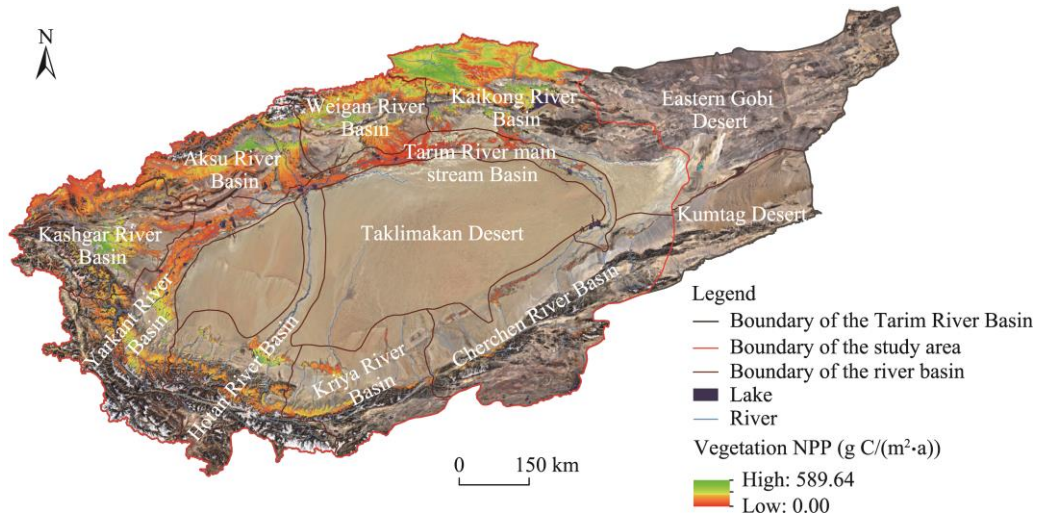 N
Weigan River
Basin
Kaikong River
Basin
Eastern Gobi
Desert
Aksu River
Basin
Tarim River main
stream Basin
Kashgar River
Basin
Taklimakan Desert
Kumtag Desert
Yarkant River
Basin
Hotan River Basin
Kriya River
Basin
Cherchen River Basin
0 150 km
Legend
Boundary of the Tarim River Basin
Boundary of the study area
Boundary of the river basin
Lake
River
Vegetation NPP (g C/(m²•a))
High: 589.64
Low: 0.00